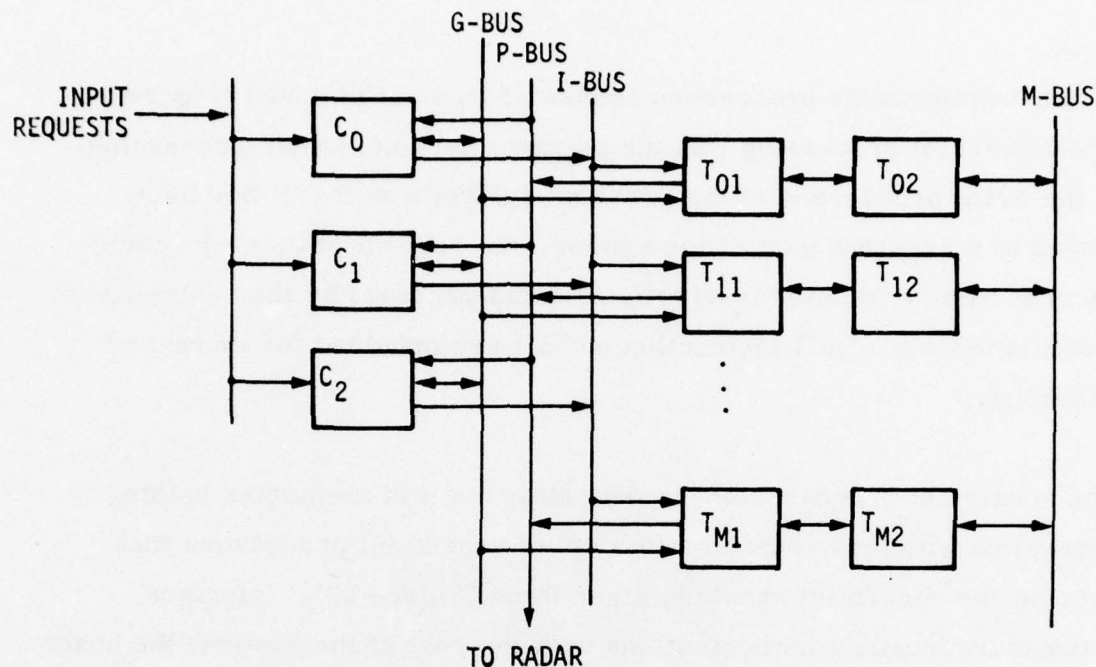 G-BUS
P-BUS
I-BUS
M-BUS
INPUT
REQUESTS
C0
T01
T02
C1
T11
T12
C2
TM1
TM2
TO RADAR